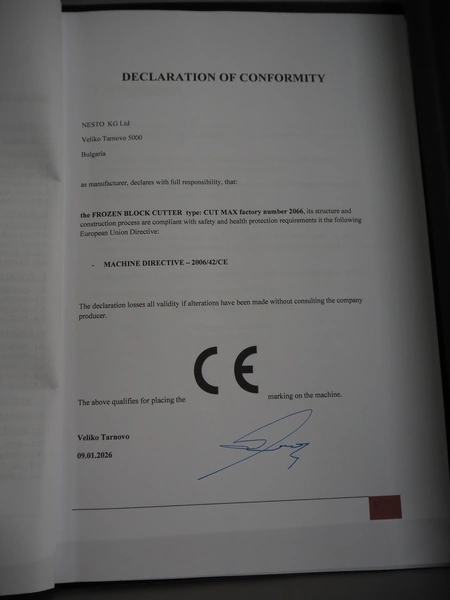 DECLARATION OF CONFORMITY
NESTO KG Ltd
Veliko Tarnovo 5000
Bulgaria
as manufacturer, declares with full responsibility, that:
the FROZEN BLOCK CUTTER type: CUT MAX factory number 2066, its structure and
construction process are compliant with safety and health protection requirements it the following
European Union Directive:
- MACHINE DIRECTIVE – 2006/42/CE
The declaration losses all validity if alterations have been made without consulting the company
producer.
CE
The above qualifies for placing the marking on the machine.
Veliko Tarnovo
09.01.2026